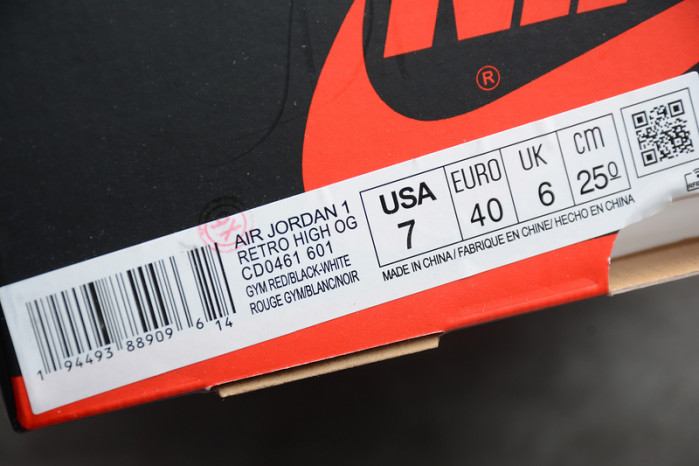 ®
AIR JORDAN 1
RETRO HIGH OG
CD0461 601
GYM RED/BLACK-WHITE
ROUGE GYM/BLANC/NOIR
1 94493 88909 6 14
USA
7
EURO
40
UK
6
CM
25º
MADE IN CHINA / FABRIQUE EN CHINE / HECHO EN CHINA